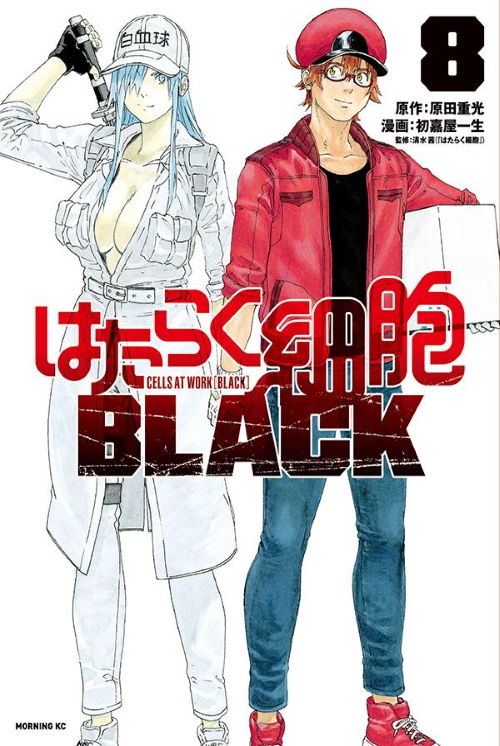 白血球
8
原作:原田重光
漫画:初嘉屋一生
監修:清水茜(『はたらく細胞』)
はたらく細胞
CELLS AT WORK [BLACK]
BLACK
MORNING KC